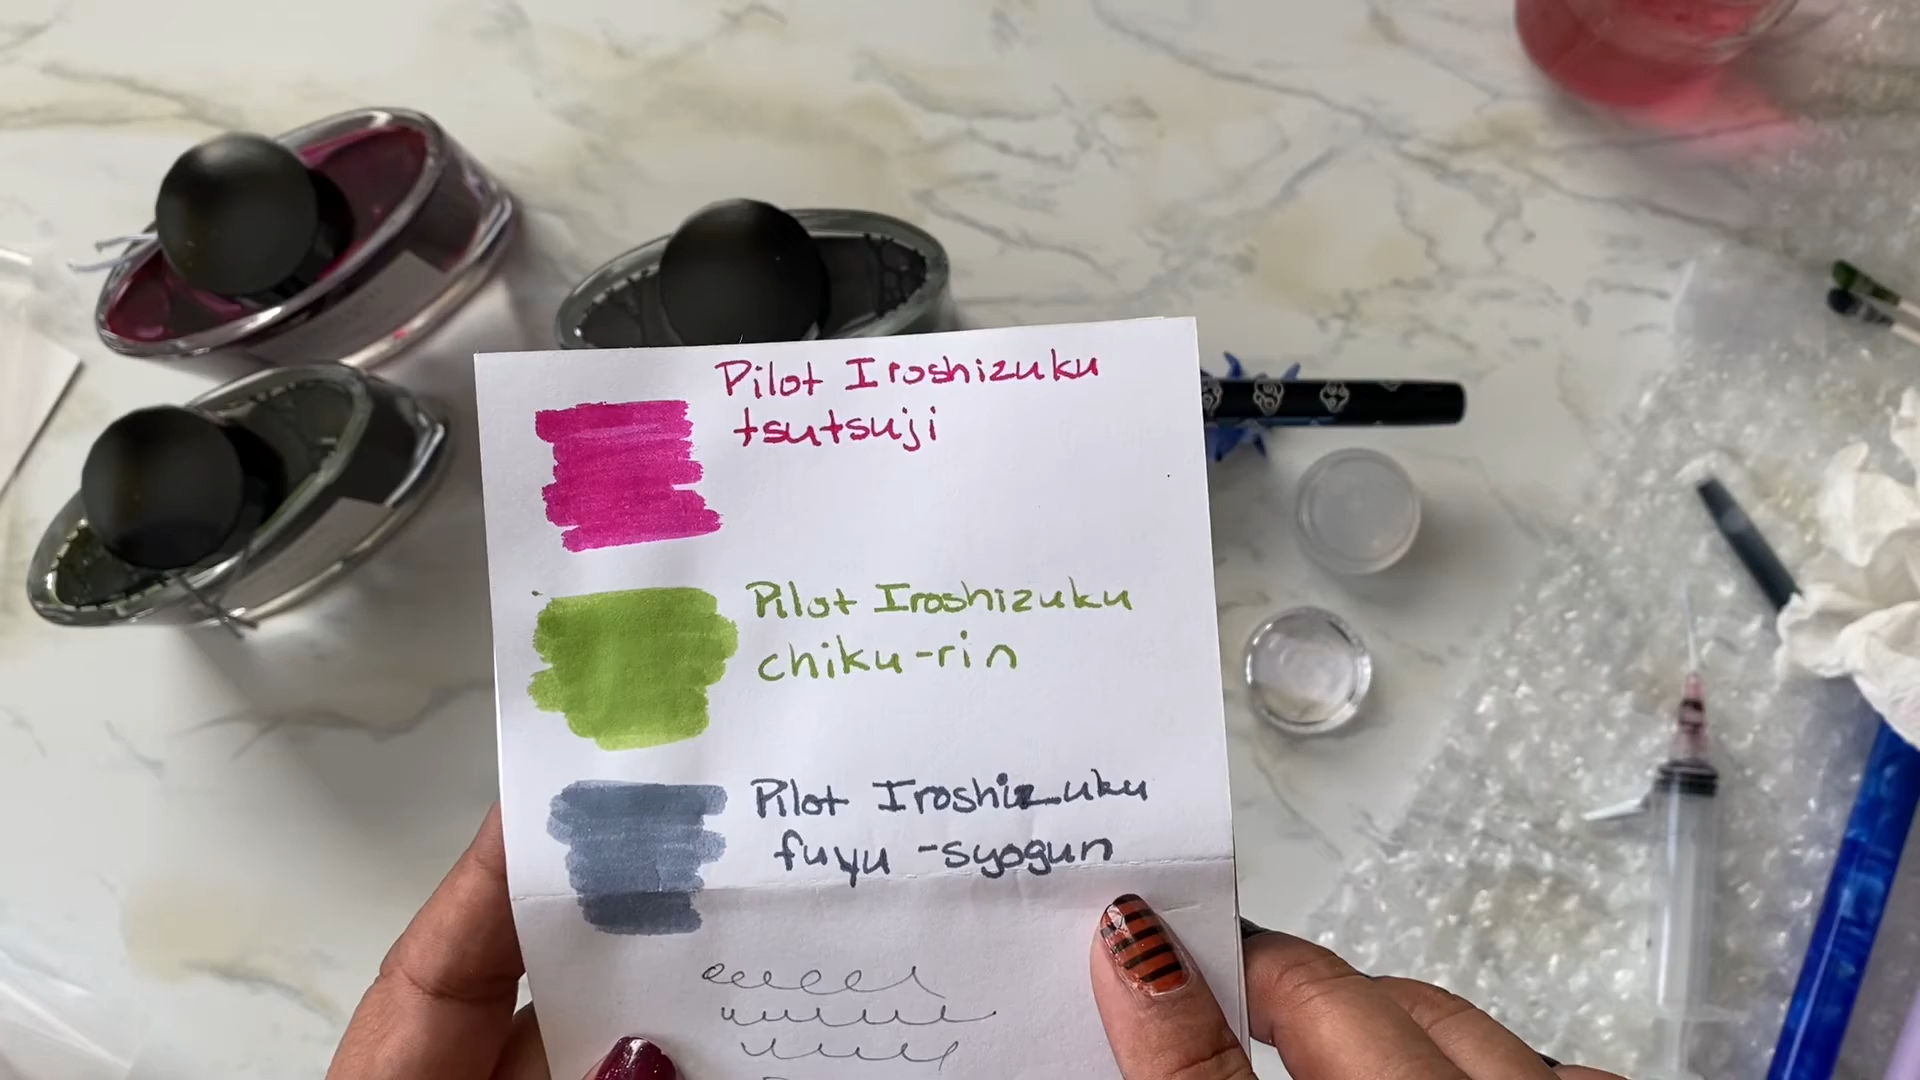 Pilot Iroshizuku
tsutsuji
Pilot Iroshizuku
chiku-rin
Pilot Iroshizuku
fuyu-syogun